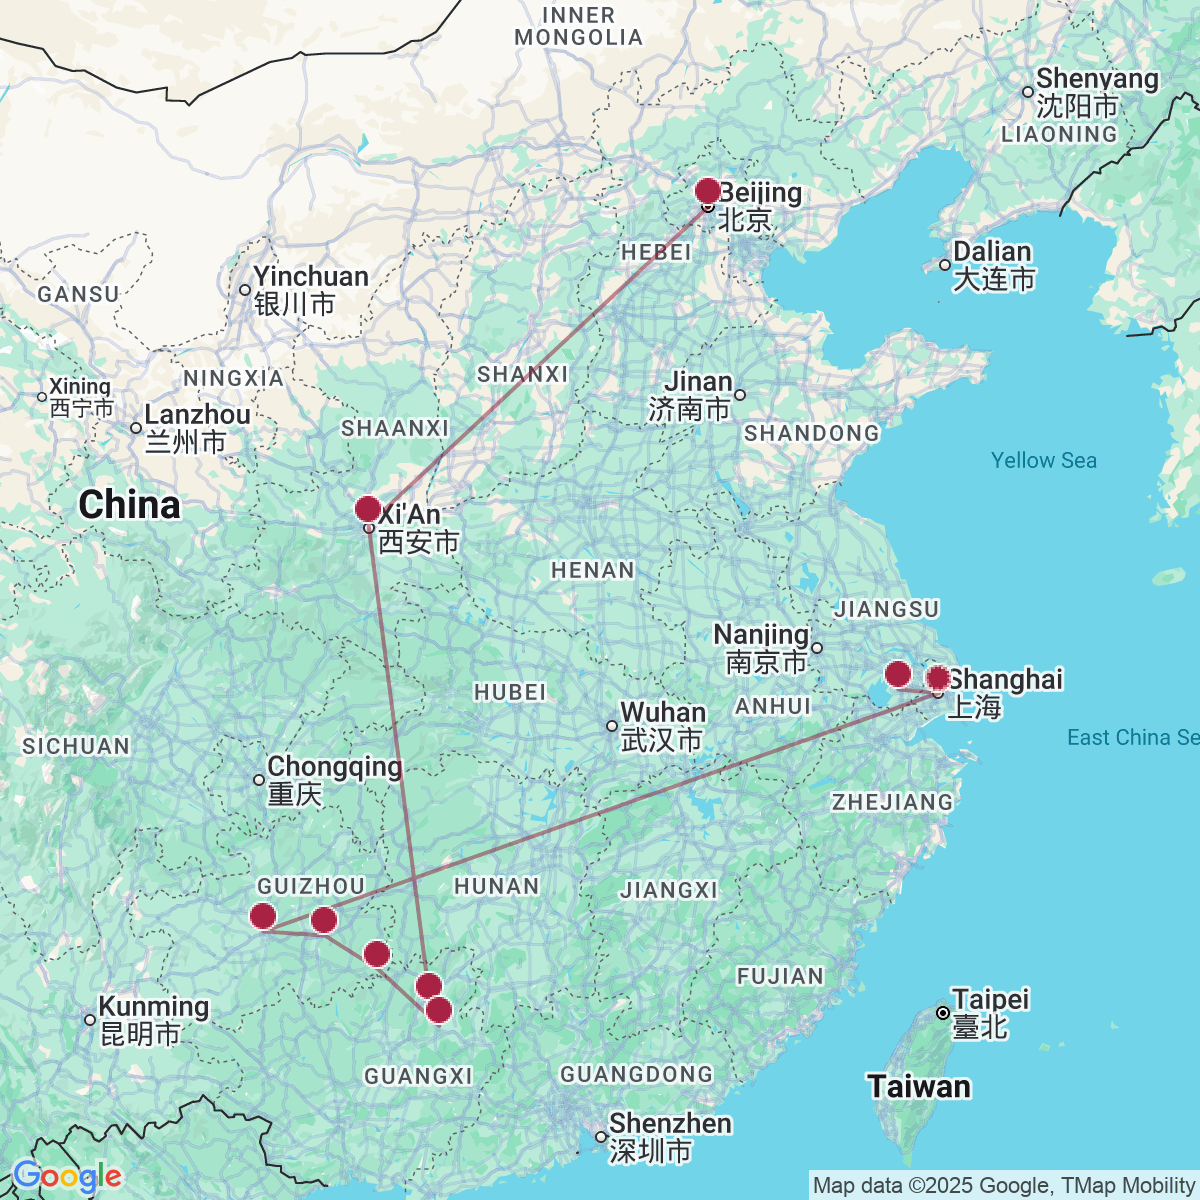 INNER
MONGOLIA
Shenyang
沈阳市
LIAONING
Beijing
北京
HEBEI
Dalian
大连市
Yinchuan
银川市
GANSU
NINGXIA
Xining
西宁市
Lanzhou
兰州市
SHANXI
Jinan
济南市
SHAANXI
SHANDONG
Yellow Sea
China
Xi'An
西安市
HENAN
JIANGSU
Nanjing
南京市
Shanghai
上海
HUBEI
ANHUI
Wuhan
武汉市
SICHUAN
East China Se
Chongqing
重庆
ZHEJIANG
GUIZHOU
HUNAN
JIANGXI
FUJIAN
Kunming
昆明市
Taipei
臺北
GUANGXI
GUANGDONG
Taiwan
Shenzhen
深圳市
Google
Map data ©2025 Google, TMap Mobility